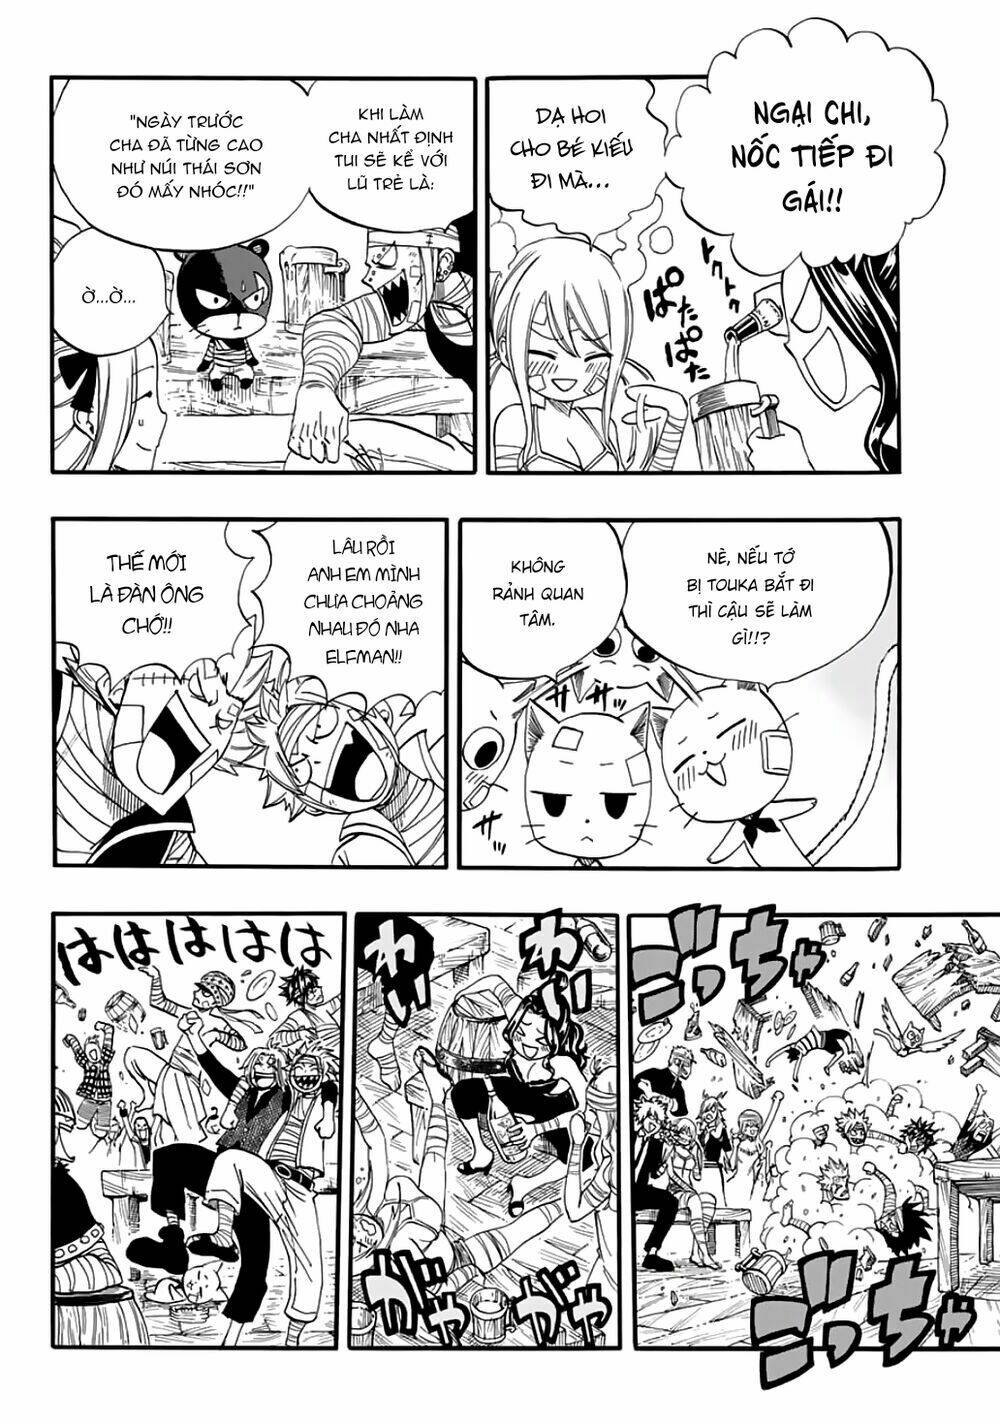 NGẠI CHI,
NỐC TIẾP ĐI
GÁI!!
DẠ HOI
CHO BÉ KIẾU
ĐI MÀ...
トクトクトクッ
ぱたぱた
KHI LÀM
CHA NHẤT ĐỊNH
TUI SẼ KỂ VỚI
LŨ TRẺ LÀ:
"NGÀY TRƯỚC
CHA ĐÃ TỪNG CAO
NHƯ NÚI THÁI SƠN
ĐÓ MẤY NHÓC!!"
Ờ...Ờ...
NÈ, NẾU TỚ
BỊ TOUKA BẮT ĐI
THÌ CẬU SẼ LÀM
GÌ!!?
KHÔNG
RẢNH QUAN
TÂM.
LÂU RỒI
ANH EM MÌNH
CHƯA CHOẢNG
NHAU ĐÓ NHA
ELFMAN!!
THẾ MỚI
LÀ ĐÀN ÔNG
CHỚ!!
ごっちゃ
ごっちゃ
わい
わい
がや
がや
はははははは